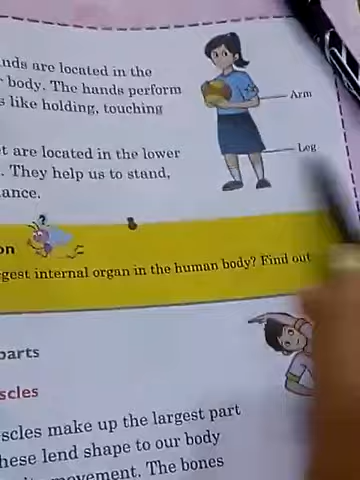 nds are located in the
body. The hands perform
s like holding, touching
Arm
t are located in the lower
. They help us to stand,
ance.
Leg
on
?
gest internal organ in the human body? Find out
parts
scles
scles make up the largest part
hese lend shape to our body
movement. The bones